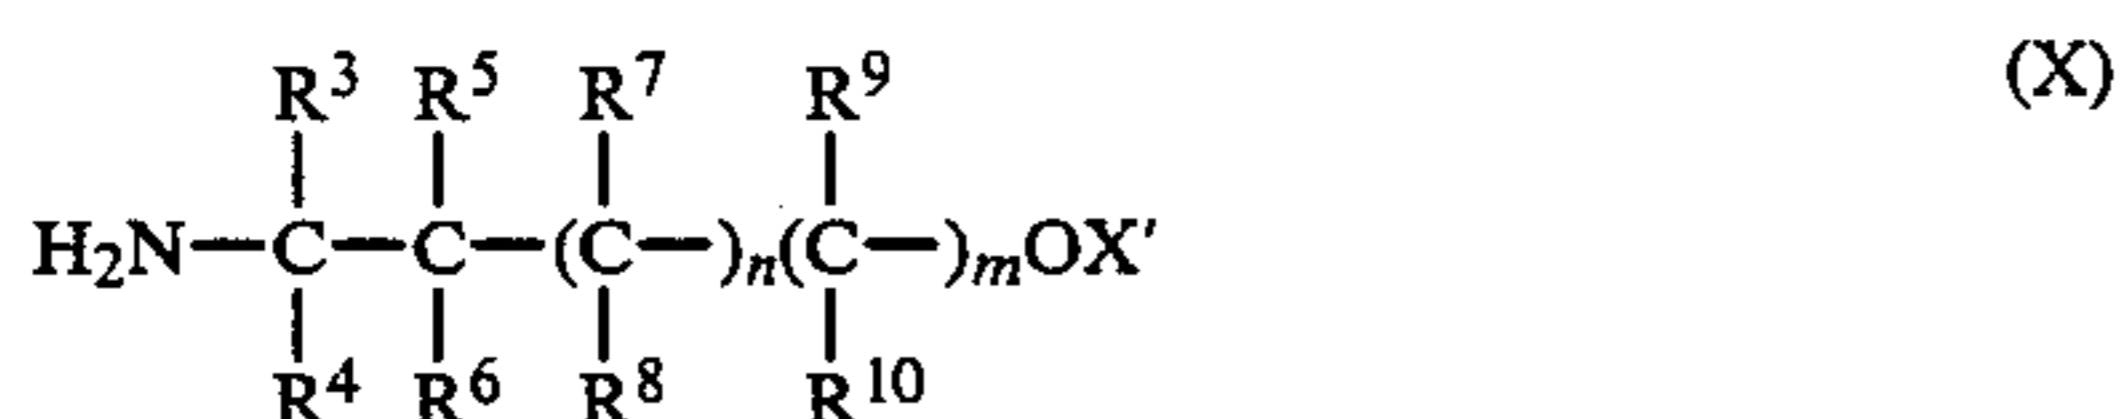 R³ R⁵ R⁷ R⁹ (X)
H₂N—C—C—(C—)ₙ(C—)ₘOX′
R⁴ R⁶ R⁸ R¹⁰